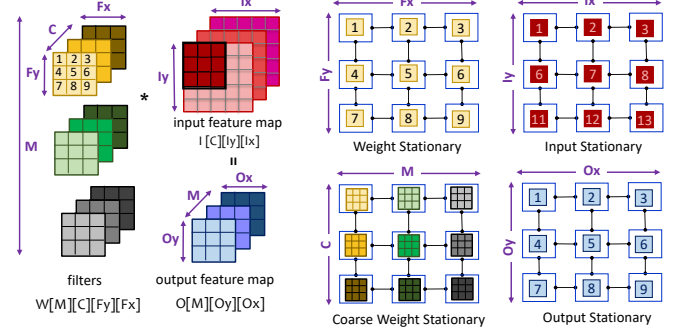 Fx
C
Fy
1 2 3
4 5 6
7 8 9
M
*
filters
W[M][C][Fy][Fx]
Ix
Iy
input feature map
I [C][Iy][Ix]
=
M
Ox
Oy
output feature map
O[M][Oy][Ox]
Fx
Fy
1 2 3
4 5 6
7 8 9
Weight Stationary
Ix
Iy
1 2 3
6 7 8
11 12 13
Input Stationary
M
C
Coarse Weight Stationary
Ox
Oy
1 2 3
4 5 6
7 8 9
Output Stationary